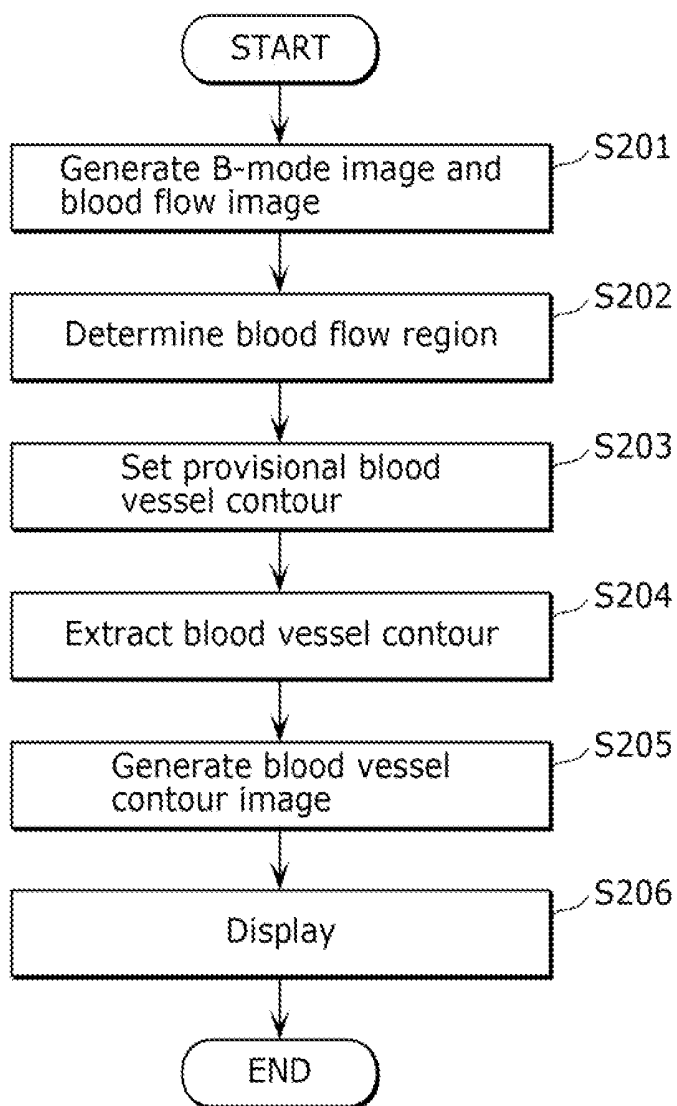 START
S201
Generate B-mode image and
blood flow image
S202
Determine blood flow region
S203
Set provisional blood
vessel contour
S204
Extract blood vessel contour
S205
Generate blood vessel
contour image
S206
Display
END